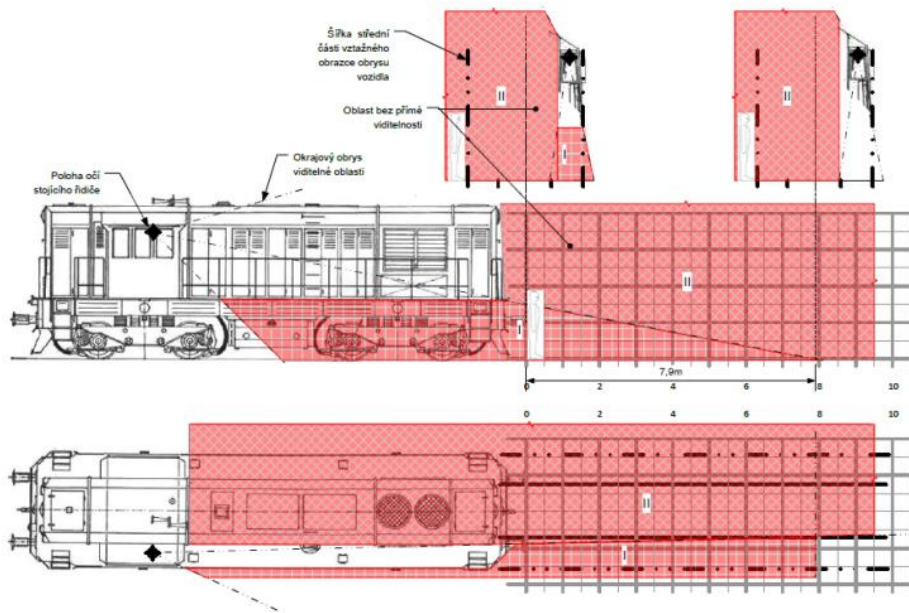 Šířka střední
části vztažného
obrazce obrysu
vozidla
II
II
Oblast bez přímé
viditelnosti
I
Poloha očí
stojícího řidiče
Okrajový obrys
viditelné oblasti
II
I
7,9m
0 2 4 6 8 10
0 2 4 6 8 10
II
I